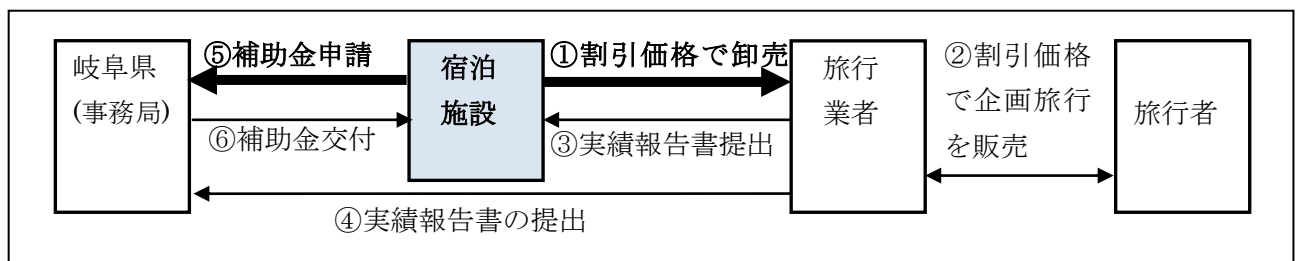 岐阜県
(事務局)
⑤補助金申請
⑥補助金交付
宿泊
施設
①割引価格で卸売
③実績報告書提出
旅行
業者
②割引価格
で企画旅行
を販売
旅行者
④実績報告書の提出